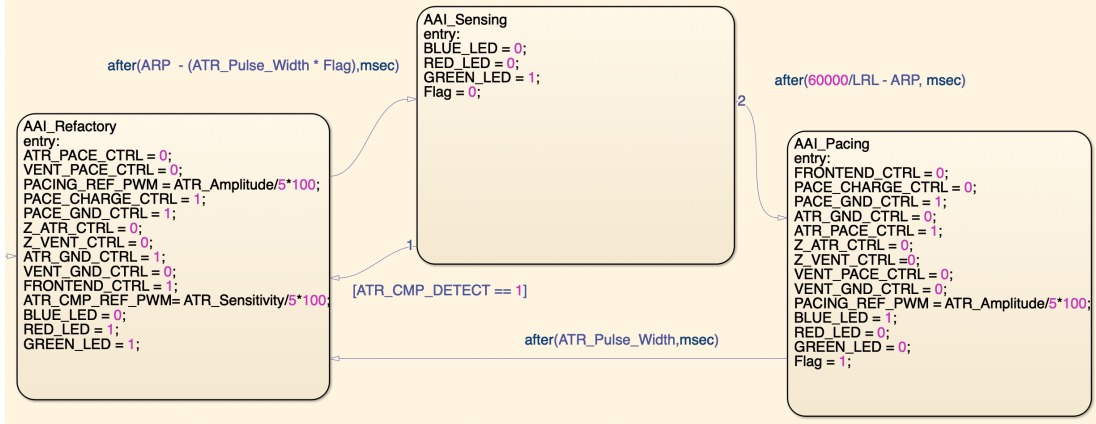 AAI_Sensing
entry:
BLUE_LED = 0;
RED_LED = 0;
GREEN_LED = 1;
Flag = 0;
after(ARP - (ATR_Pulse_Width * Flag),msec)
2
after(60000/LRL - ARP, msec)
AAI_Refactory
entry:
ATR_PACE_CTRL = 0;
VENT_PACE_CTRL = 0;
PACING_REF_PWM = ATR_Amplitude/5*100;
PACE_CHARGE_CTRL = 1;
PACE_GND_CTRL = 1;
Z_ATR_CTRL = 0;
Z_VENT_CTRL = 0;
ATR_GND_CTRL = 1;
VENT_GND_CTRL = 0;
FRONTEND_CTRL = 1;
ATR_CMP_REF_PWM= ATR_Sensitivity/5*100;
BLUE_LED = 0;
RED_LED = 1;
GREEN_LED = 1;
1
[ATR_CMP_DETECT == 1]
after(ATR_Pulse_Width,msec)
AAI_Pacing
entry:
FRONTEND_CTRL = 0;
PACE_CHARGE_CTRL = 0;
PACE_GND_CTRL = 1;
ATR_GND_CTRL = 0;
ATR_PACE_CTRL = 1;
Z_ATR_CTRL = 0;
Z_VENT_CTRL =0;
VENT_PACE_CTRL = 0;
VENT_GND_CTRL = 0;
PACING_REF_PWM = ATR_Amplitude/5*100;
BLUE_LED = 1;
RED_LED = 0;
GREEN_LED = 0;
Flag = 1;